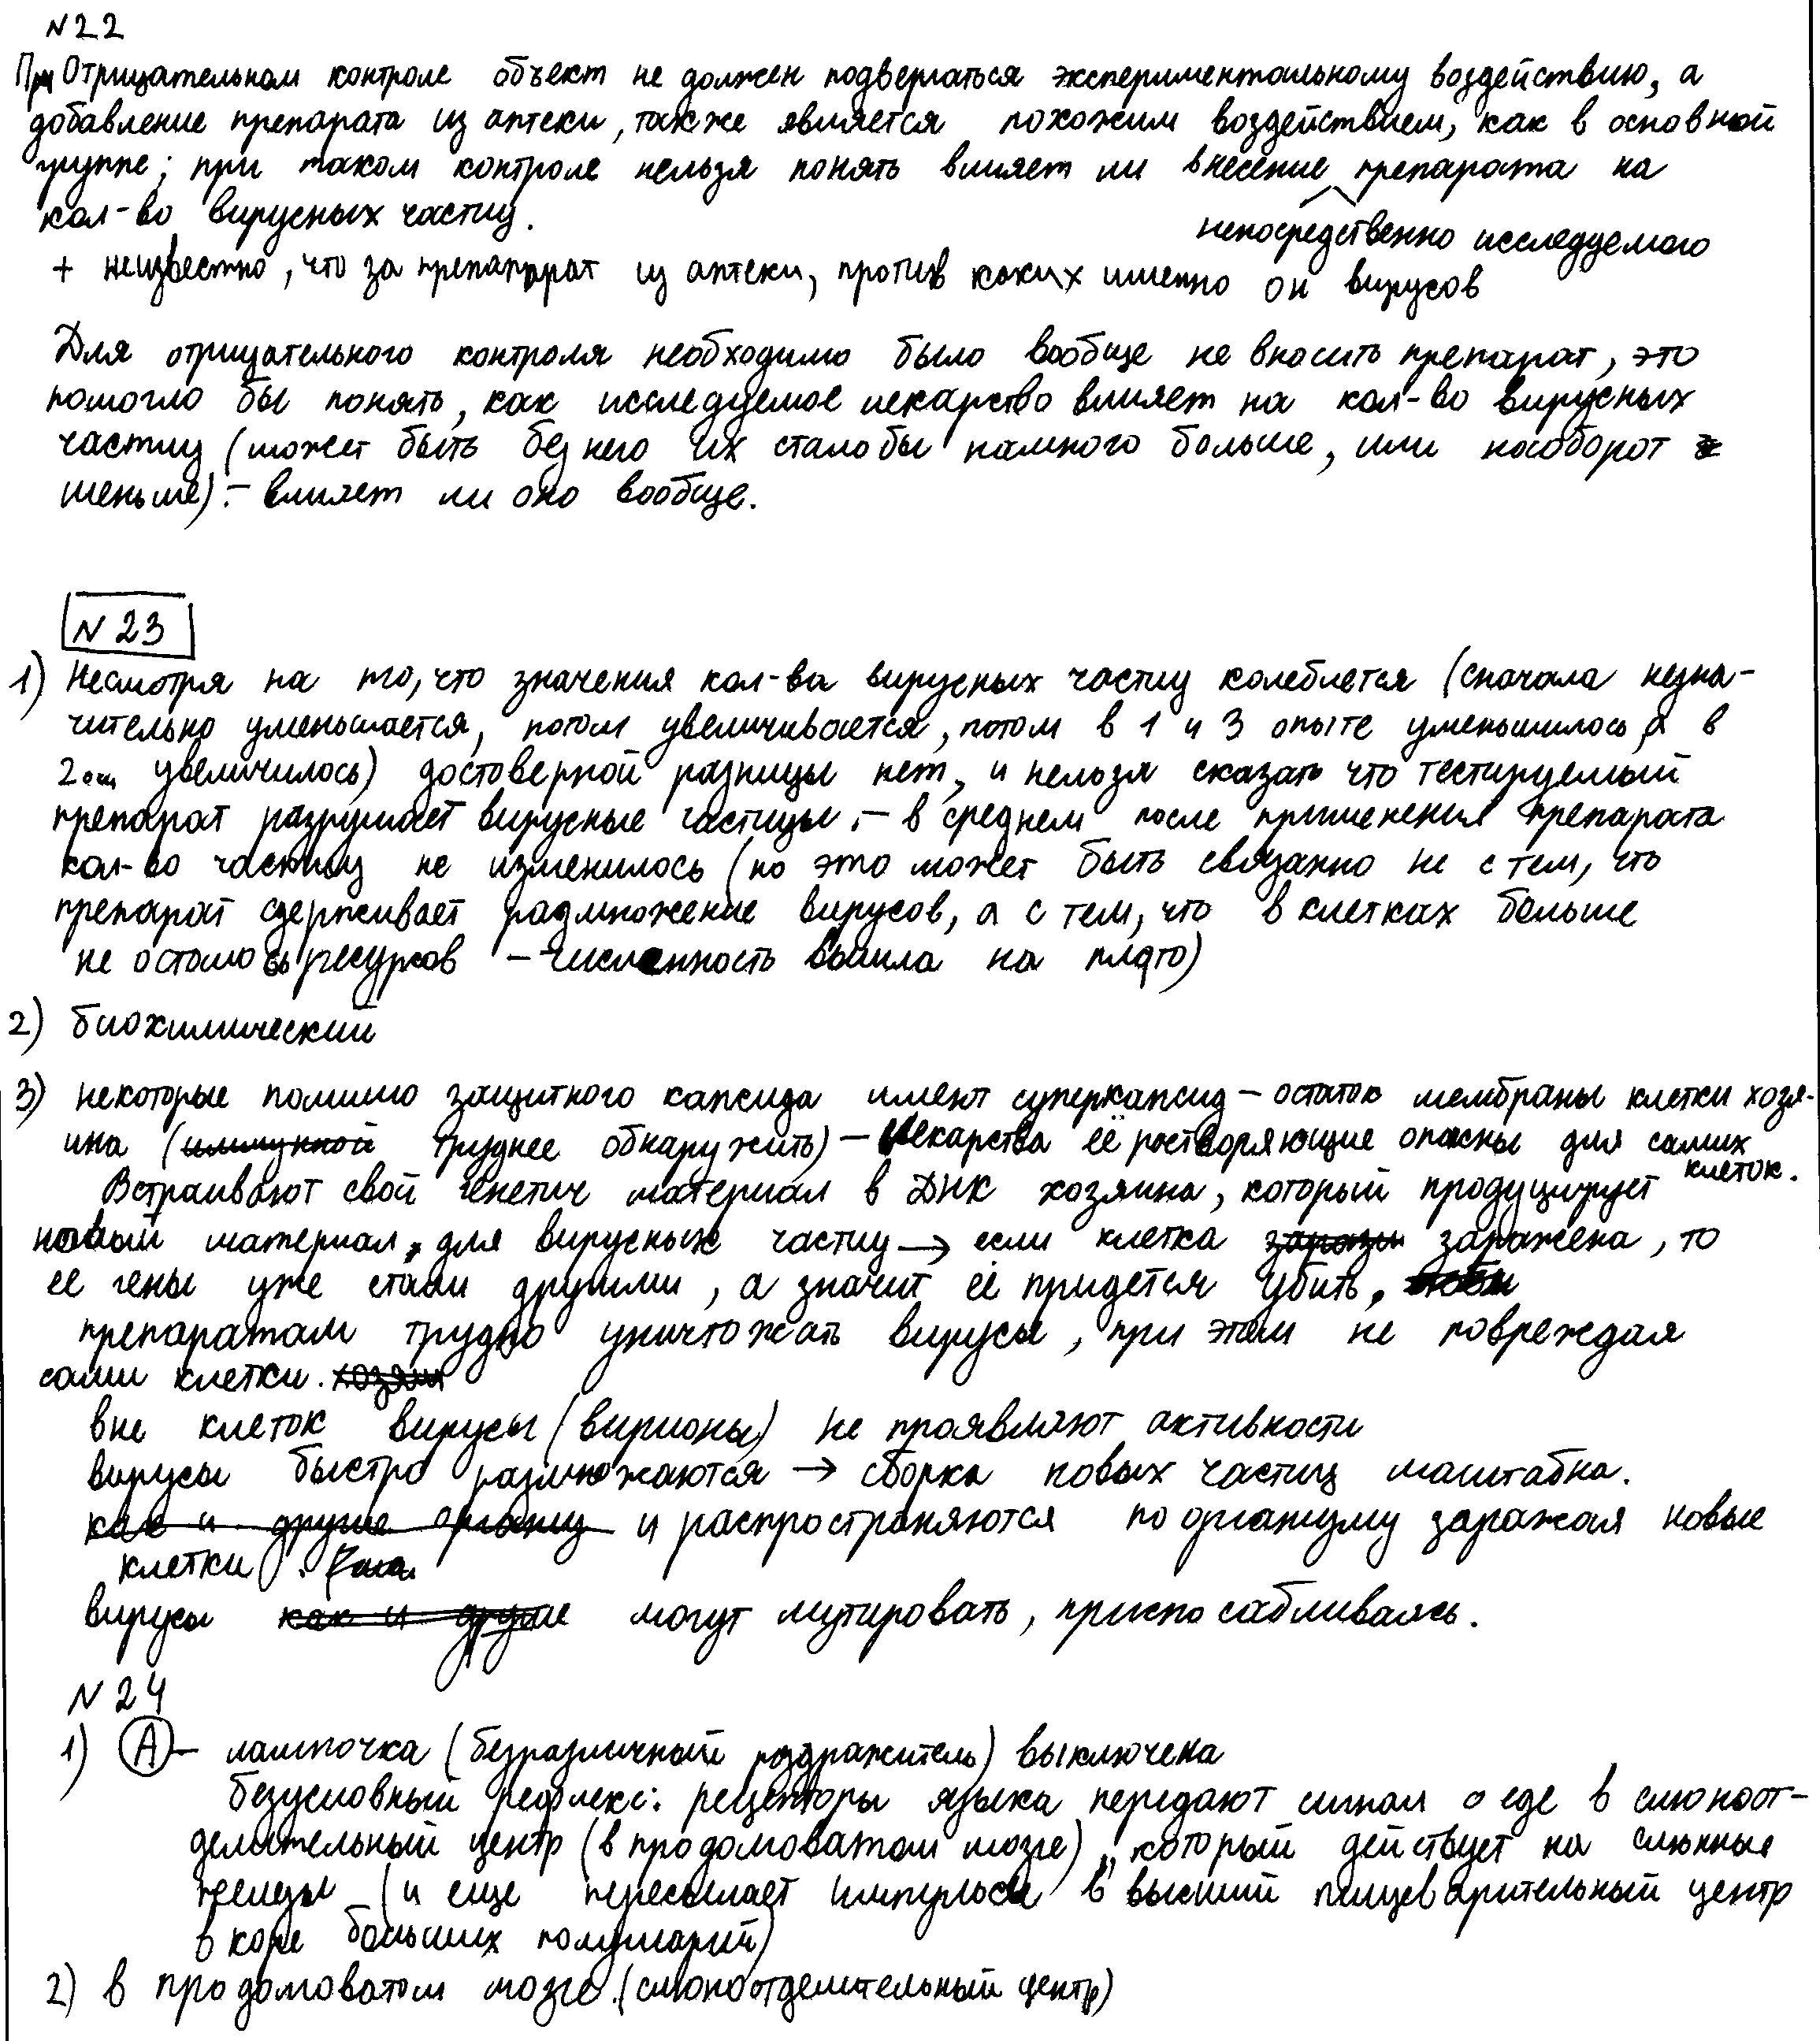 N22
При Отрицательном контроле объект не должен подвергаться экспериментальному воздействию, а
добавление препарата из аптеки, также является похожим воздействием, как в основной
группе; при таком контроле нельзя понять влияет ли внесение препарата на
кол-во вирусных частиц.
непосредственно исследуемого
+ неизвестно, что за препаррат из аптеки, против каких именно он вирусов
Для отрицательного контроля необходимо было вообще не вносить препарат, это
помогло бы понять, как исследуемое лекарство влияет на кол-во вирусных
частиц (может быть без него их стало бы намного больше, или наоборот
меньше) - влияет ли оно вообще.
N 23
1) Несмотря на то, что значения кол-ва вирусных частиц колеблется (сначала незна-
чительно уменьшается, потом увеличивается, потом в 1 и 3 опыте уменьшилось, а в
2ом увеличилось) достоверной разницы нет, и нельзя сказать что тестируемый
препарат разрушает вирусные частицы. - в среднем после применения препарата
кол-во частиц не изменилось (но это может быть связанно не с тем, что
препарат сдерживает размножение вирусов, а с тем, что в клетках больше
не осталось ресурсов - численность вышла на плато)
2) биохимический
3) некоторые помимо защитного капсида имеют суперкапсид - остаток мембраны клетки хозя-
ина (иммунной труднее обнаружить) - лекарства её растворяющие опасны для самих
клеток.
Встраивают свой генетич материал в ДНК хозяина, который продуцирует
новый материал, для вирусных частиц → если клетка зарази заражена, то
ее гены уже стали другими, а значит её придется убить,
препаратам трудно уничтожать вирусы, при этом не повреждая
сами клетки. хозяи
вне клеток вирусы (вирионы) не проявляют активности
вирусы быстро размножаются → сборка новых частиц масштабна.
как и другие организ и распространяются по организму заражая новые
клетки).
вирусы как и другие могут мутировать, приспосабливаясь.
N 24
1) А - лампочка (безразличный раздражитель) выключена
безусловный рефлекс: рецепторы языка передают сигнал о еде в слюноот-
делительный центр (в продолговатом мозге), который действует на слюнные
железы (и еще пересылает импульсы в высший пищеварительный центр
в коре больших полушарий)
2) в продолговатом мозге. (слюноотделительный центр)